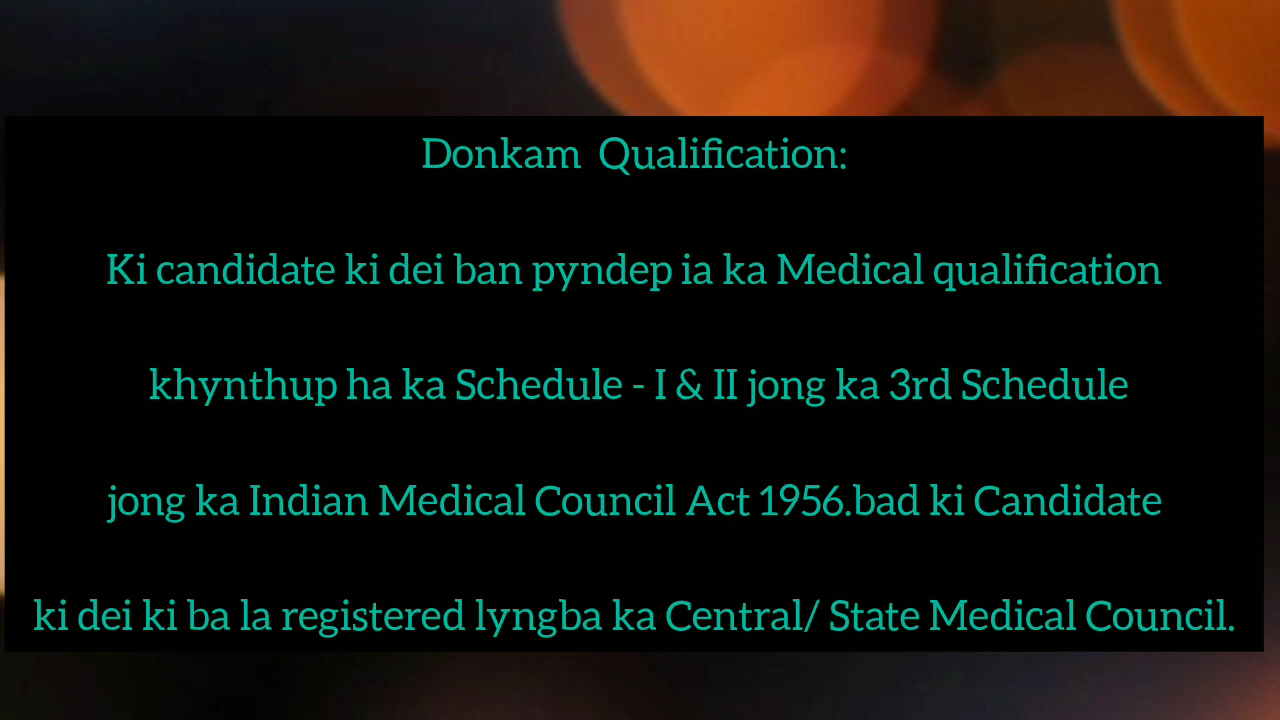 Donkam Qualification:
Ki candidate ki dei ban pyndep ia ka Medical qualification
khynthup ha ka Schedule - I & II jong ka 3rd Schedule
jong ka Indian Medical Council Act 1956.bad ki Candidate
ki dei ki ba la registered lyngba ka Central/ State Medical Council.